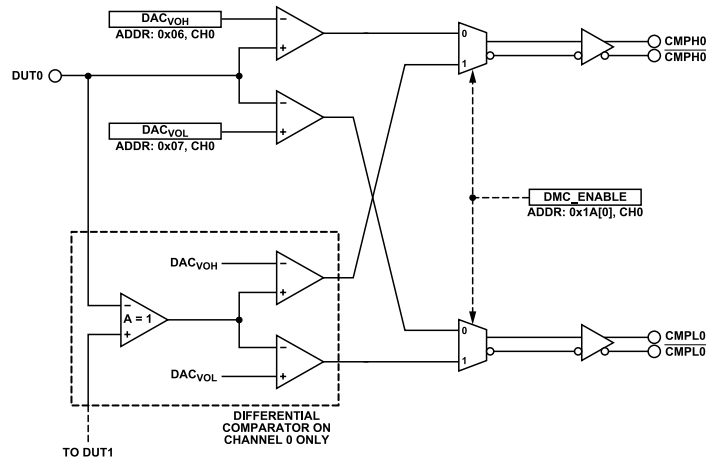 DAC_VOH
ADDR: 0x06, CH0
DUT0
−
+
0
1
CMPH0
CMPH0
−
+
DAC_VOL
ADDR: 0x07, CH0
DMC_ENABLE
ADDR: 0x1A[0], CH0
DAC_VOH
−
+
−
A = 1
+
−
+
DAC_VOL
0
1
CMPL0
CMPL0
DIFFERENTIAL
COMPARATOR ON
CHANNEL 0 ONLY
TO DUT1